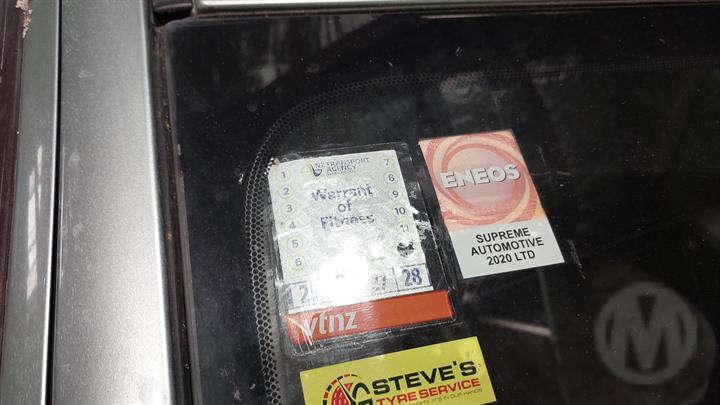 NZ TRANSPORT
AGENCY
Warrant
of
Fitness
1
2
3
4
5
6
7
8
9
10
11
28
vtnz
ENEOS
SUPREME
AUTOMOTIVE
2020 LTD
STEVE'S
TYRE SERVICE
M